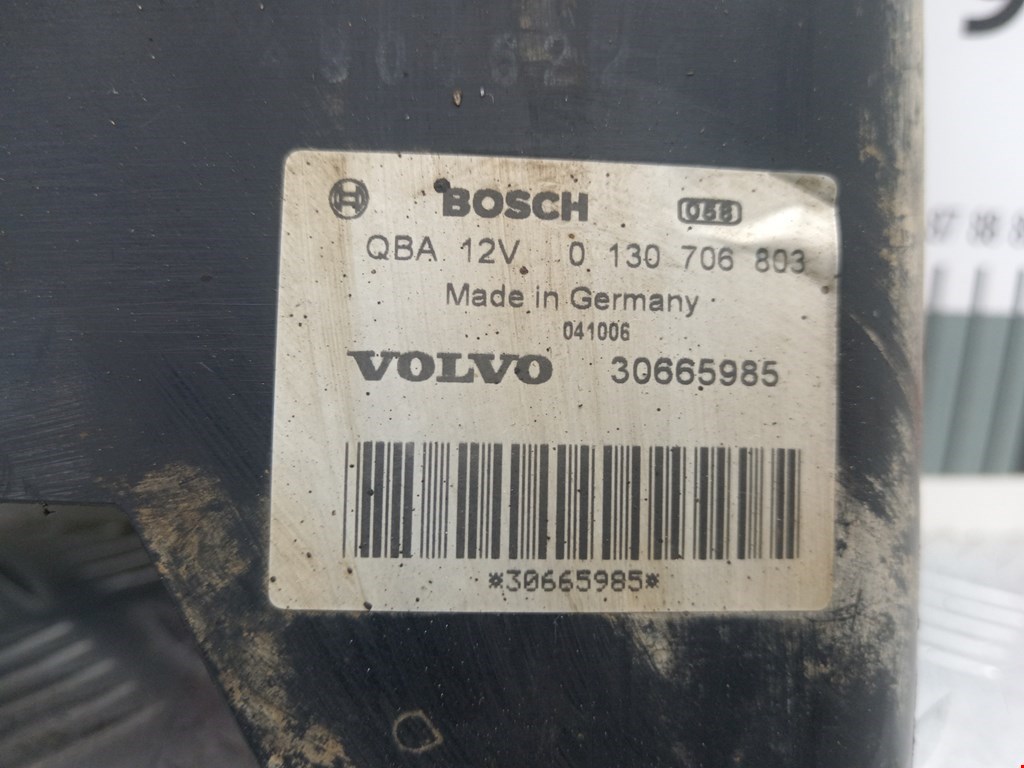 BOSCH 058
QBA 12V 0 130 706 803
Made in Germany
041006
VOLVO 30665985
*30665985*